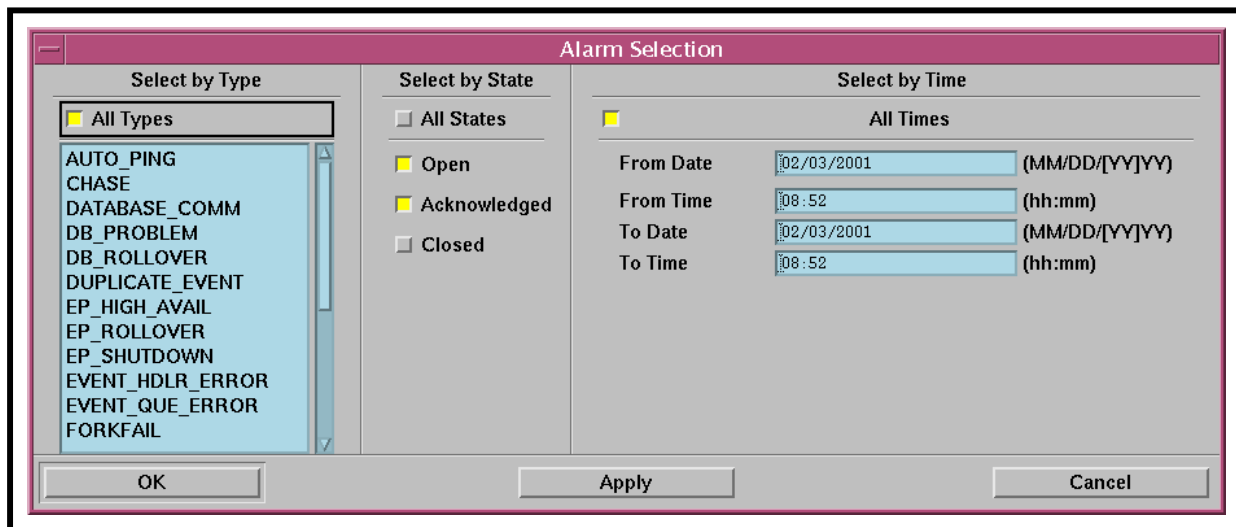 Alarm Selection
Select by Type
All Types
AUTO_PING
CHASE
DATABASE_COMM
DB_PROBLEM
DB_ROLLOVER
DUPLICATE_EVENT
EP_HIGH_AVAIL
EP_ROLLOVER
EP_SHUTDOWN
EVENT_HDLR_ERROR
EVENT_QUE_ERROR
FORKFAIL
Select by State
All States
Open
Acknowledged
Closed
Select by Time
All Times
From Date 02/03/2001 (MM/DD/[YY]YY)
From Time 08:52 (hh:mm)
To Date 02/03/2001 (MM/DD/[YY]YY)
To Time 08:52 (hh:mm)
OK Apply Cancel